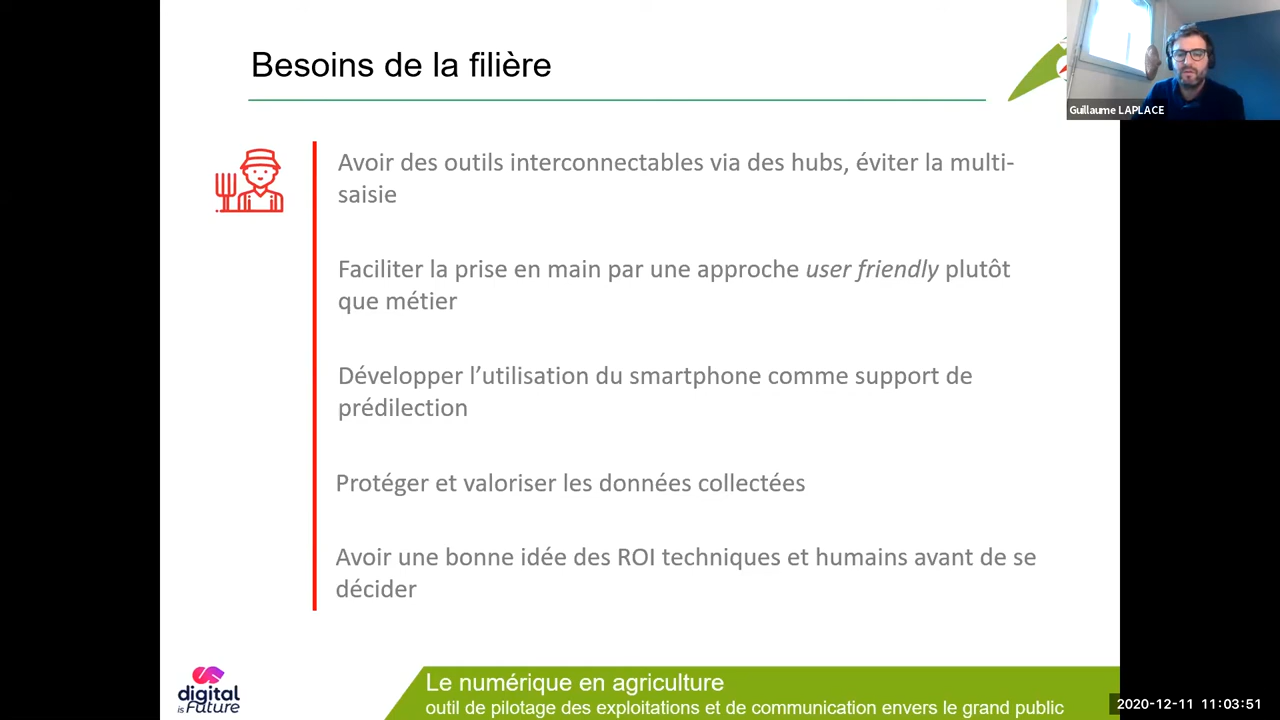 Besoins de la filière
Guillaume LAPLACE
Avoir des outils interconnectables via des hubs, éviter la multi-
saisie
Faciliter la prise en main par une approche user friendly plutôt
que métier
Développer l’utilisation du smartphone comme support de
prédilection
Protéger et valoriser les données collectées
Avoir une bonne idée des ROI techniques et humains avant de se
décider
digital
is Future
Le numérique en agriculture
outil de pilotage des exploitations et de communication envers le grand public
2020-12-11 11:03:51